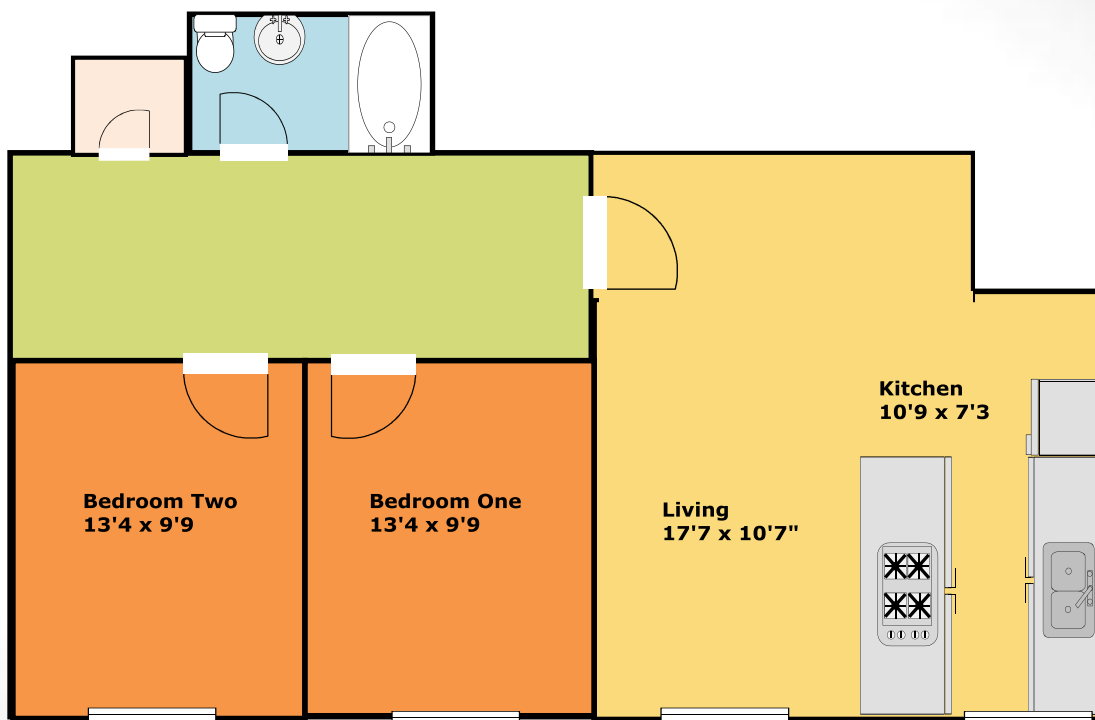 Kitchen
10'9 x 7'3
Bedroom Two
13'4 x 9'9
Bedroom One
13'4 x 9'9
Living
17'7 x 10'7"